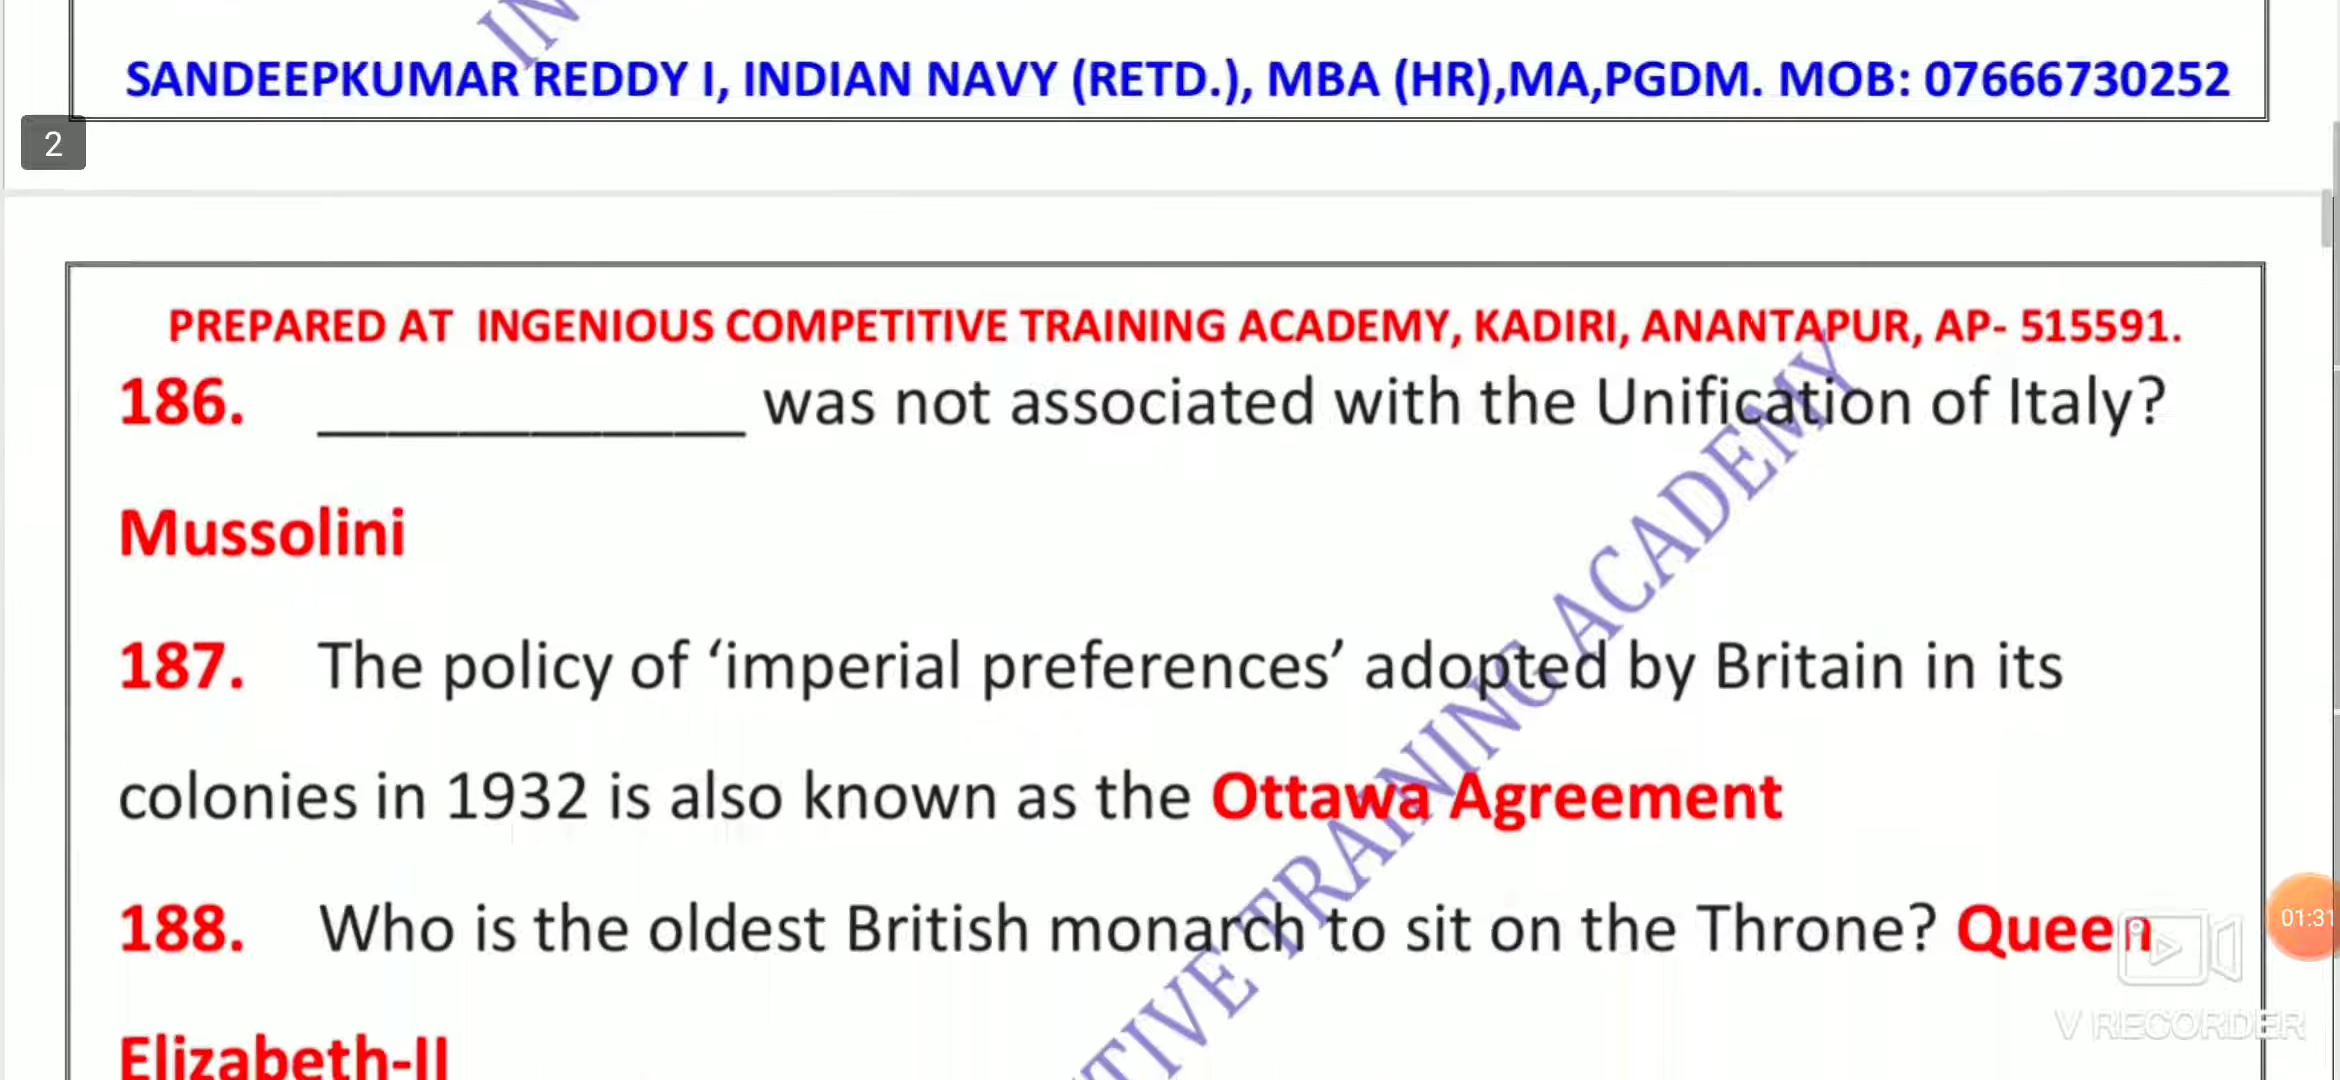 IN
SANDEEPKUMAR REDDY I, INDIAN NAVY (RETD.), MBA (HR),MA,PGDM. MOB: 07666730252
2
PREPARED AT INGENIOUS COMPETITIVE TRAINING ACADEMY, KADIRI, ANANTAPUR, AP- 515591.
186. ____________ was not associated with the Unification of Italy?
Mussolini
187. The policy of ‘imperial preferences’ adopted by Britain in its
colonies in 1932 is also known as the Ottawa Agreement
188. Who is the oldest British monarch to sit on the Throne? Queen
Elizabeth-II
TIVE TRAINING ACADEMY
01:31
V RECORDER